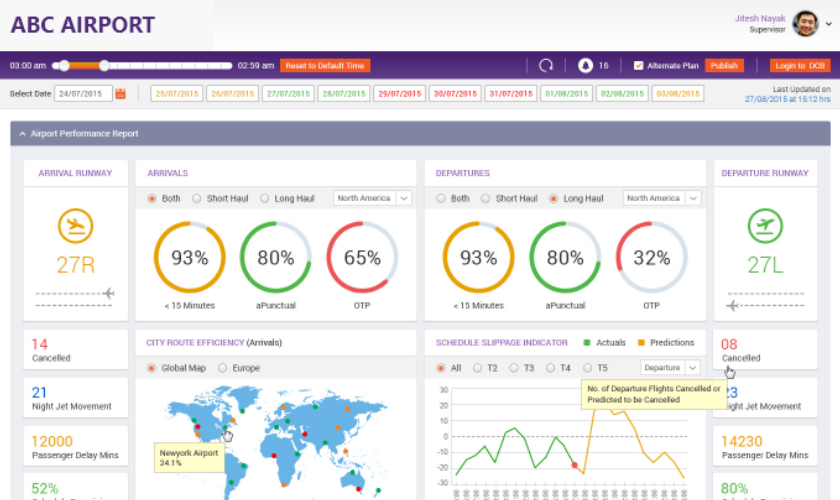 ABC AIRPORT
Jitesh Nayak
Supervisor
03:00 am 02:59 am Reset to Default Time 16 Alternate Plan Publish Login to DCB
Select Date 24/07/2015 25/07/2015 26/07/2015 27/07/2015 28/07/2015 29/07/2015 30/07/2015 31/07/2015 01/08/2015 02/08/2015 03/08/2015
Last Updated on
27/08/2015 at 15:12 hrs
Airport Performance Report
ARRIVAL RUNWAY
27R
ARRIVALS
Both Short Haul Long Haul North America
93% 80% 65%
< 15 Minutes aPunctual OTP
DEPARTURES
Both Short Haul Long Haul North America
93% 80% 32%
< 15 Minutes aPunctual OTP
DEPARTURE RUNWAY
27L
14
Cancelled
21
Night Jet Movement
12000
Passenger Delay Mins
52%
CITY ROUTE EFFICIENCY (Arrivals)
Global Map Europe
Newyork Airport
24.1%
SCHEDULE SLIPPAGE INDICATOR Actuals Predictions
All T2 T3 T4 T5 Departure
No. of Departure Flights Cancelled or
Predicted to be Cancelled
30
20
10
0
-10
-20
-30
08
Cancelled
23
Night Jet Movement
14230
Passenger Delay Mins
80%